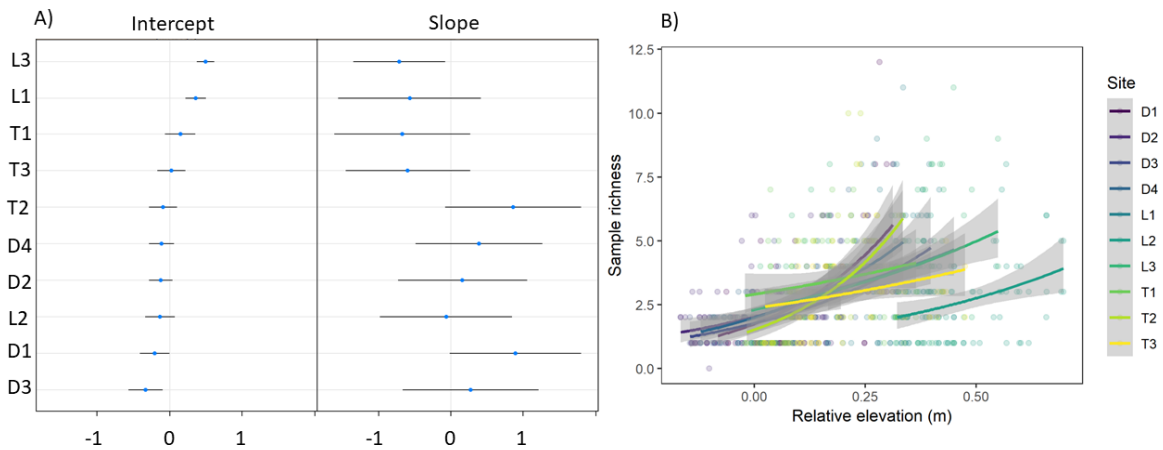 A)
Intercept
Slope
L3
L1
T1
T3
T2
D4
D2
L2
D1
D3
-1 0 1
-1 0 1
B)
Sample richness
12.5
10.0
7.5
5.0
2.5
0.0
0.00 0.25 0.50
Relative elevation (m)
Site
D1
D2
D3
D4
L1
L2
L3
T1
T2
T3